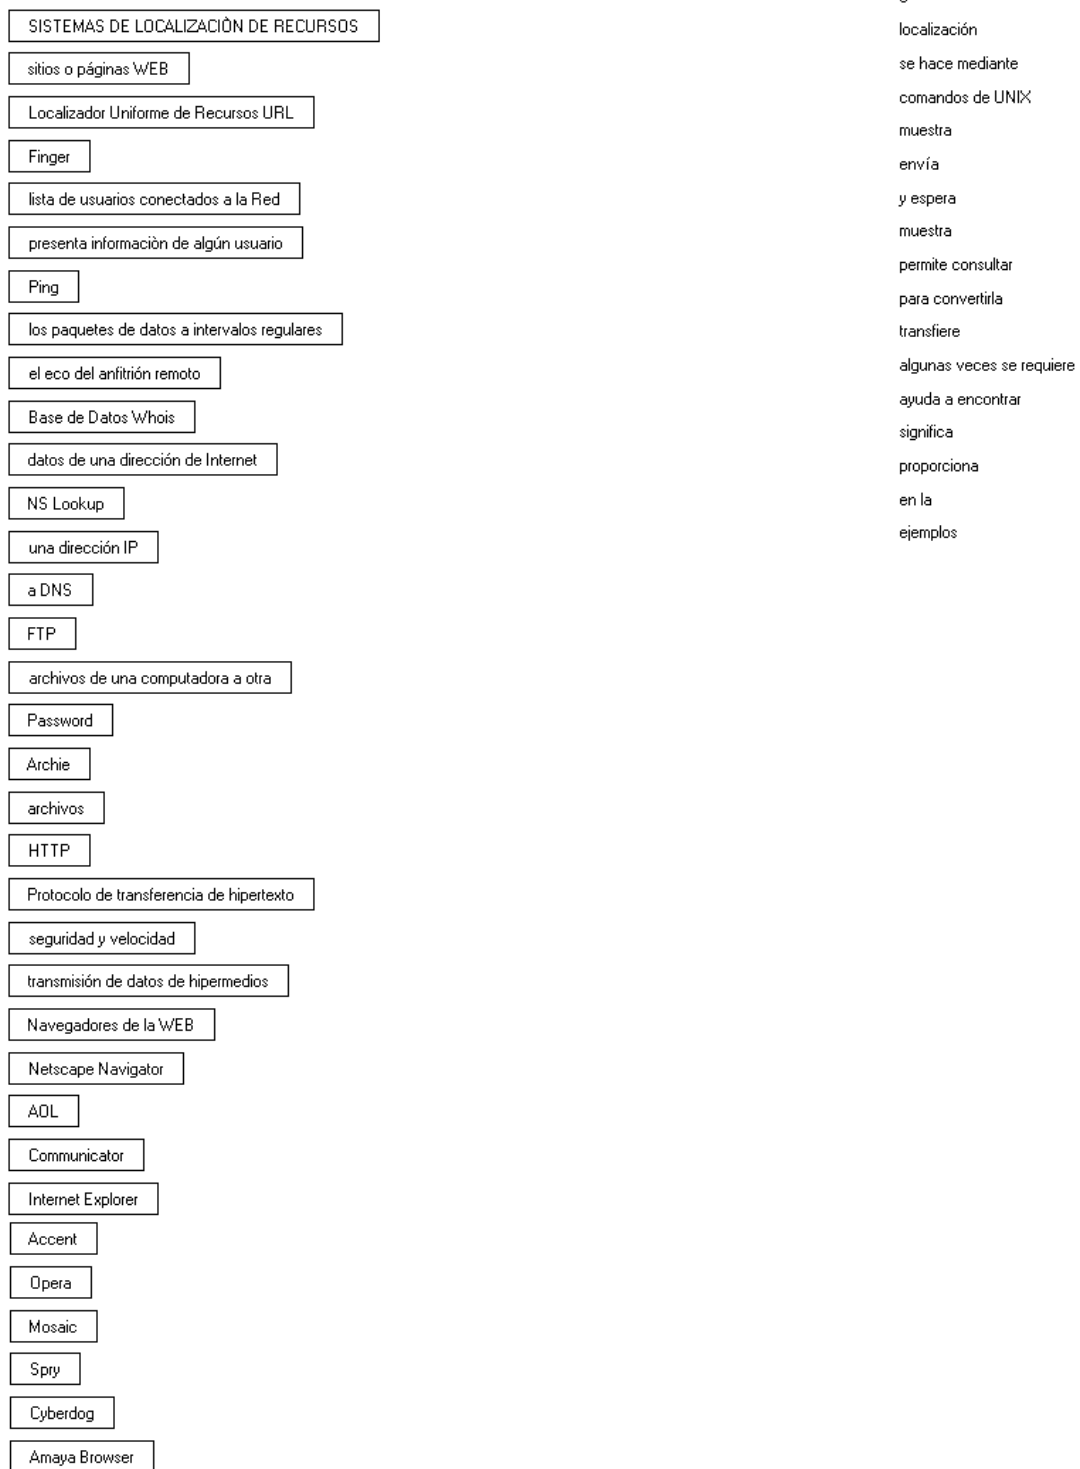 SISTEMAS DE LOCALIZACIÒN DE RECURSOS
sitios o páginas WEB
Localizador Uniforme de Recursos URL
Finger
lista de usuarios conectados a la Red
presenta informaciòn de algún usuario
Ping
los paquetes de datos a intervalos regulares
el eco del anfitrión remoto
Base de Datos Whois
datos de una dirección de Internet
NS Lookup
una dirección IP
a DNS
FTP
archivos de una computadora a otra
Password
Archie
archivos
HTTP
Protocolo de transferencia de hipertexto
seguridad y velocidad
transmisión de datos de hipermedios
Navegadores de la WEB
Netscape Navigator
AOL
Communicator
Internet Explorer
Accent
Opera
Mosaic
Spry
Cyberdog
Amaya Browser
localización
se hace mediante
comandos de UNIX
muestra
envía
y espera
muestra
permite consultar
para convertirla
transfiere
algunas veces se requiere
ayuda a encontrar
significa
proporciona
en la
ejemplos